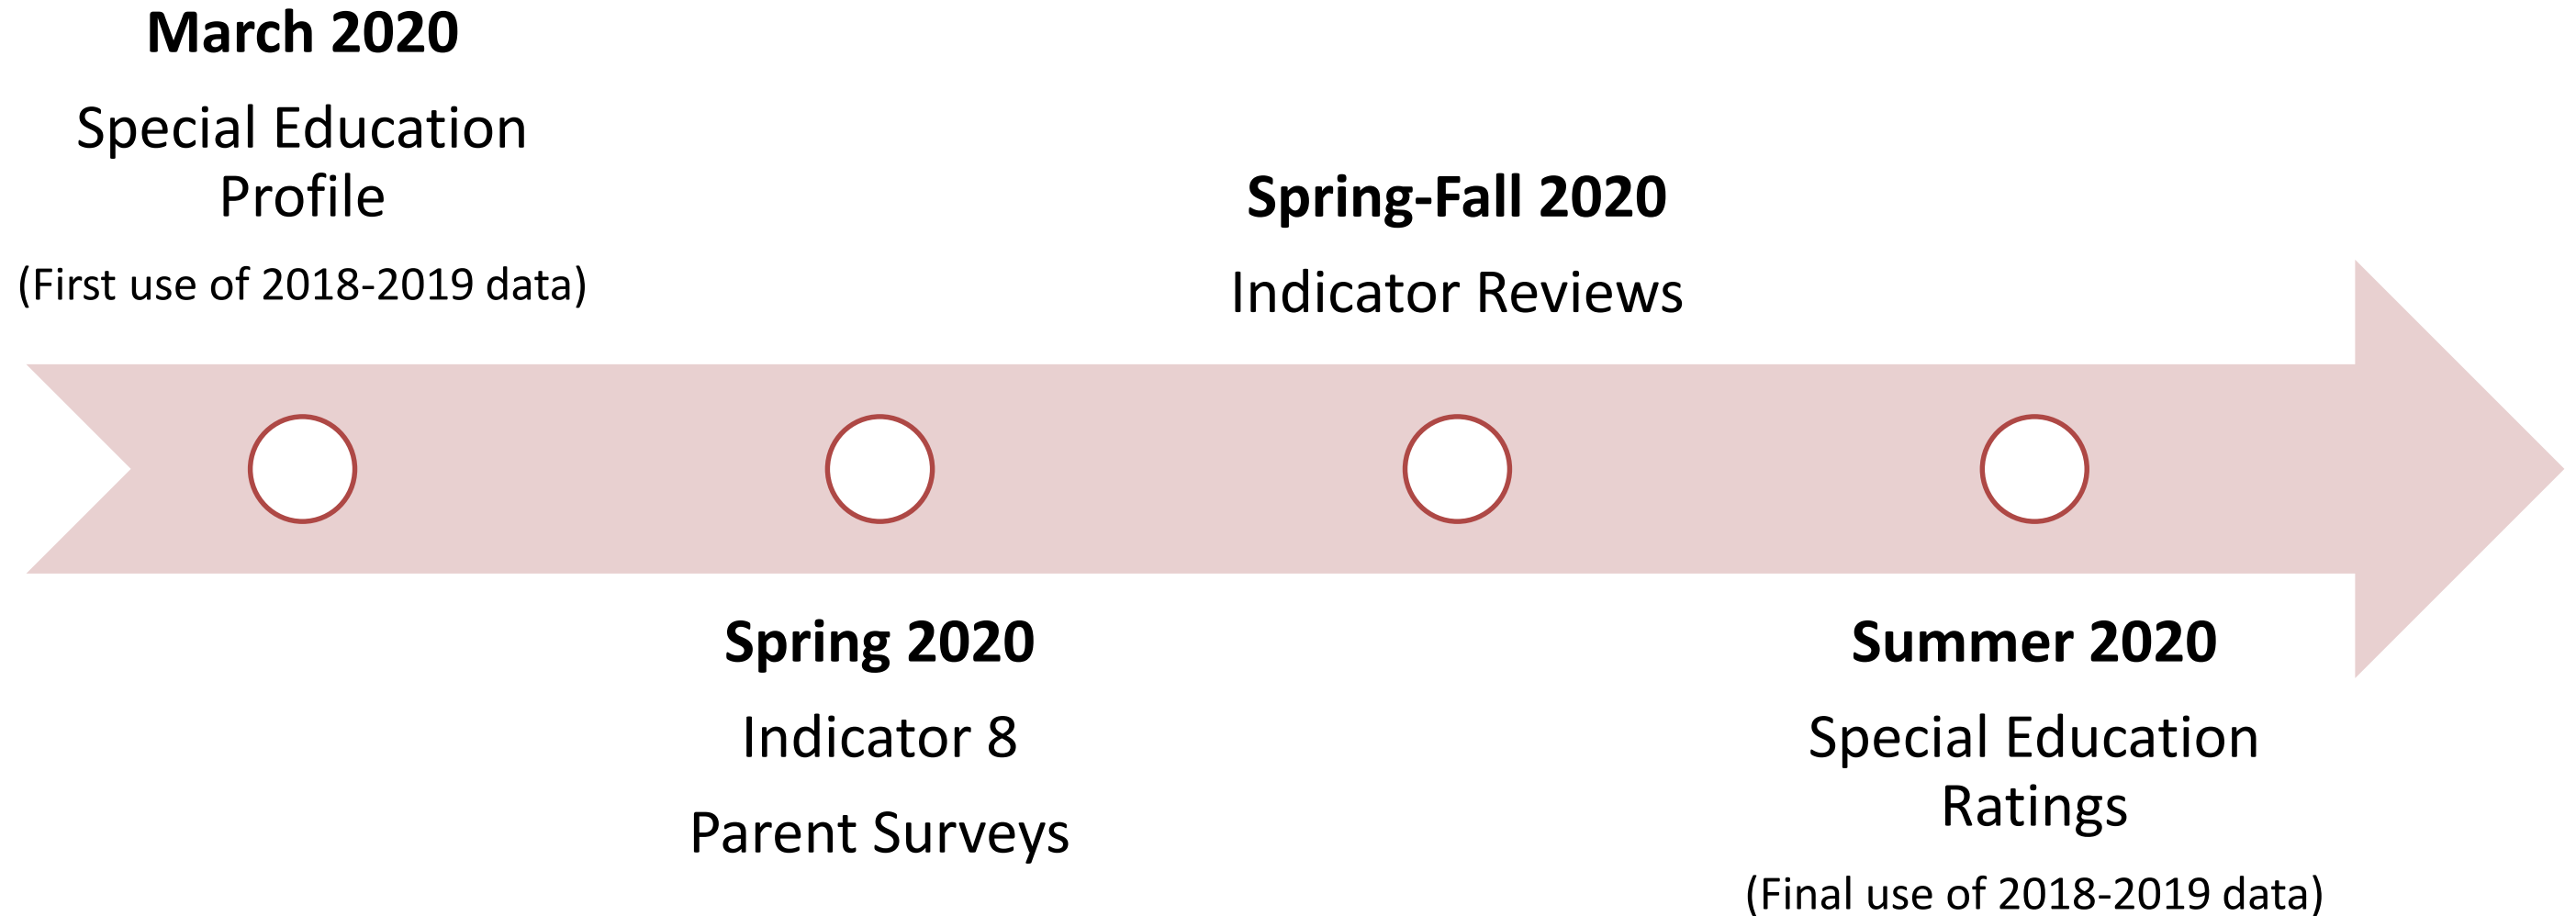 March 2020
Special Education
Profile
(First use of 2018-2019 data)
Spring 2020
Indicator 8
Parent Surveys
Spring-Fall 2020
Indicator Reviews
Summer 2020
Special Education
Ratings
(Final use of 2018-2019 data)